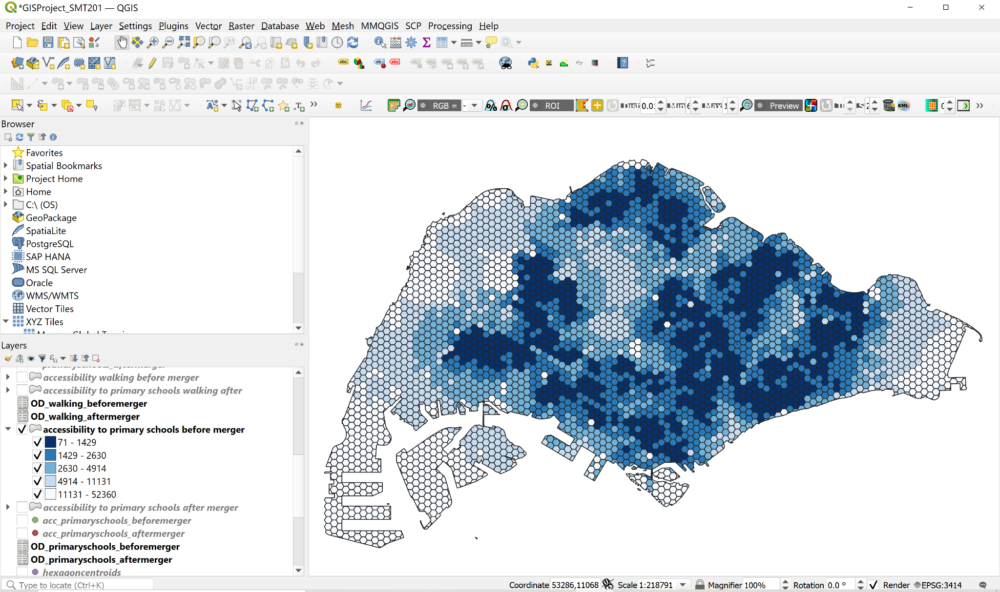 *GISProject_SMT201 — QGIS
Project Edit View Layer Settings Plugins Vector Raster Database Web Mesh MMQGIS SCP Processing Help
RGB = - ROI Dist 0.0 Min 6 Max 1 Preview S 2 KML
Browser
Favorites
Spatial Bookmarks
Project Home
Home
C:\ (OS)
GeoPackage
SpatiaLite
PostgreSQL
SAP HANA
MS SQL Server
Oracle
WMS/WMTS
Vector Tiles
XYZ Tiles
Layers
primaryschools_aftermerger
accessibility walking before merger
accessibility to primary schools walking after
OD_walking_beforemerger
OD_walking_aftermerger
accessibility to primary schools before merger
71 - 1429
1429 - 2630
2630 - 4914
4914 - 11131
11131 - 52360
accessibility to primary schools after merger
acc_primaryschools_beforemerger
acc_primaryschools_aftermerger
OD_primaryschools_beforemerger
OD_primaryschools_aftermerger
hexagoncentroids
Type to locate (Ctrl+K) Coordinate 53286,11068 Scale 1:218791 Magnifier 100% Rotation 0.0 ° Render EPSG:3414